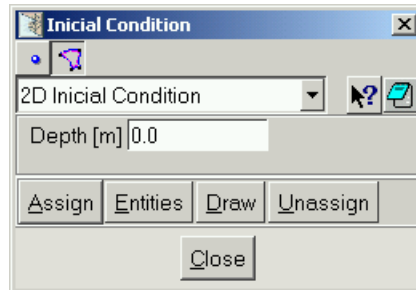 Inicial Condition
2D Inicial Condition
Depth [m] 0.0
Assign Entities Draw Unassign
Close